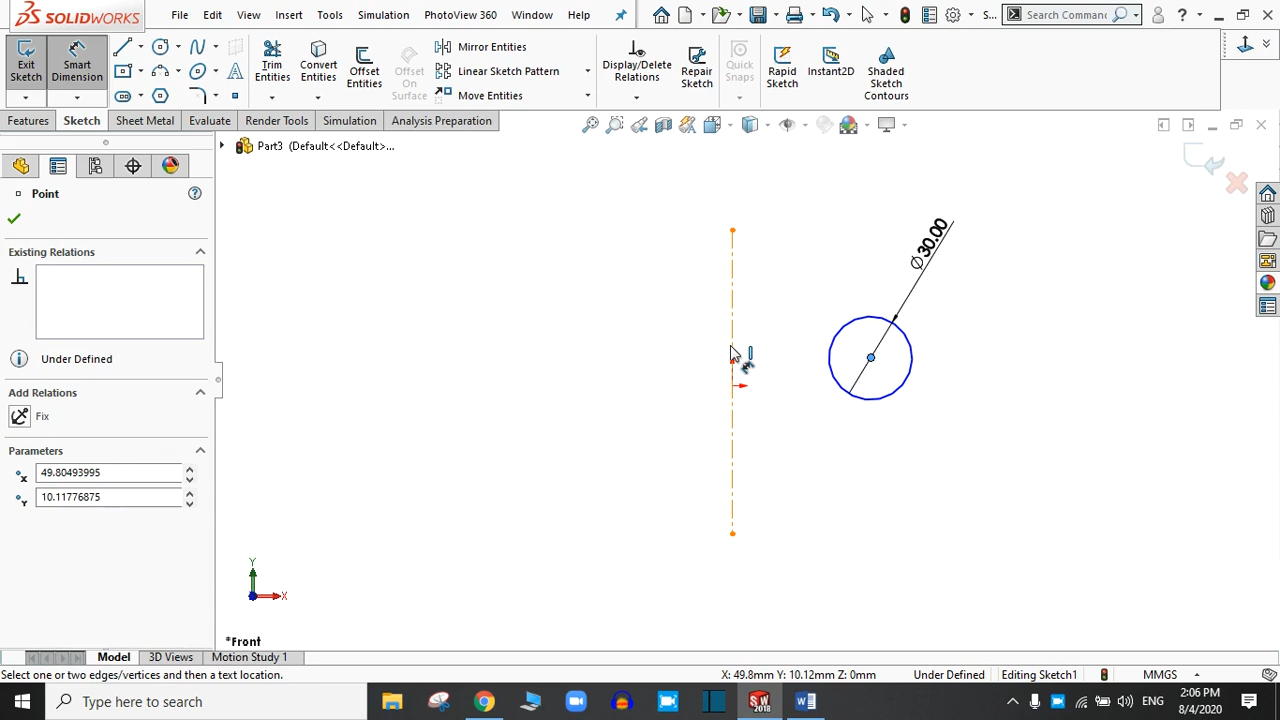 SOLIDWORKS File Edit View Insert Tools Simulation PhotoView 360 Window Help S... Search Comman
Exit Sketch Smart Dimension Trim Entities Convert Entities Offset Entities Offset On Surface Mirror Entities Linear Sketch Pattern Move Entities Display/Delete Relations Repair Sketch Quick Snaps Rapid Sketch Instant2D Shaded Sketch Contours
Features Sketch Sheet Metal Evaluate Render Tools Simulation Analysis Preparation
Part3 (Default<<Default>...
Point
Existing Relations
Under Defined
Add Relations
Fix
Parameters
49.80493995
10.11776875
Ø30.00
Y
X
*Front
Model 3D Views Motion Study 1
Select one or two edges/vertices and then a text location. X: 49.8mm Y: 10.12mm Z: 0mm Under Defined Editing Sketch1 MMGS
Type here to search ENG 2:06 PM
8/4/2020